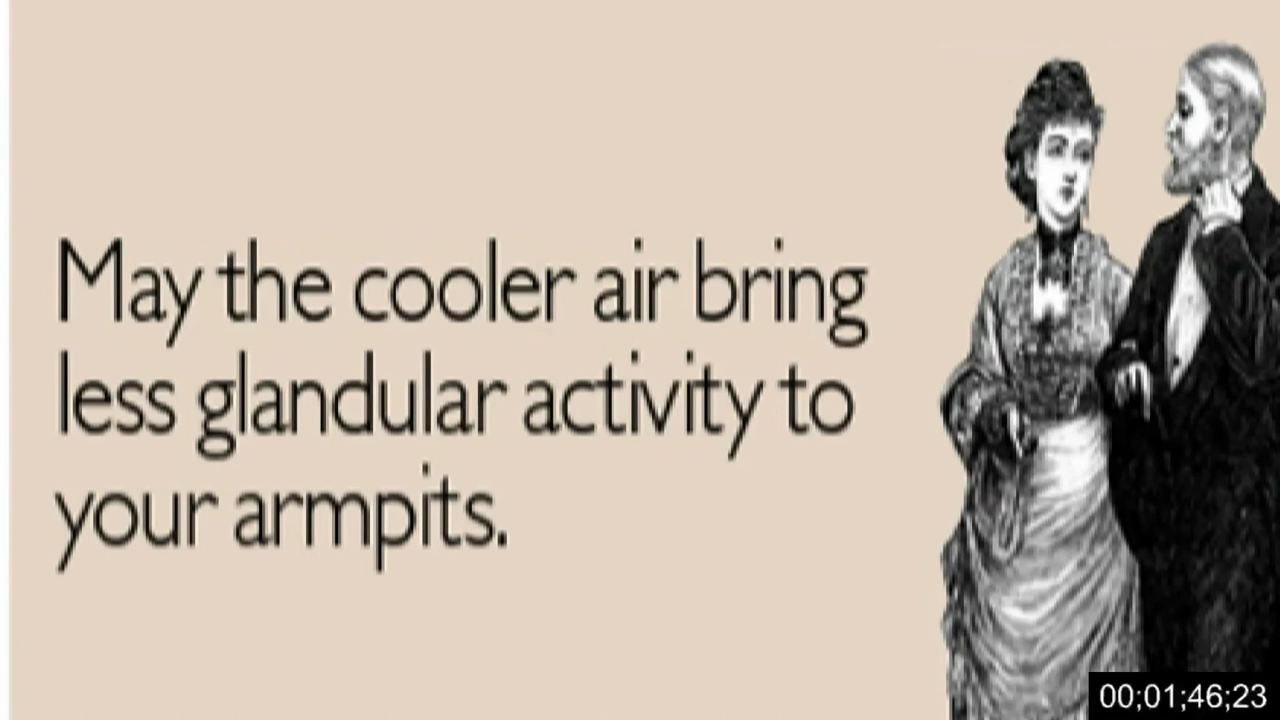 May the cooler air bring
less glandular activity to
your armpits.
00;01;46;23